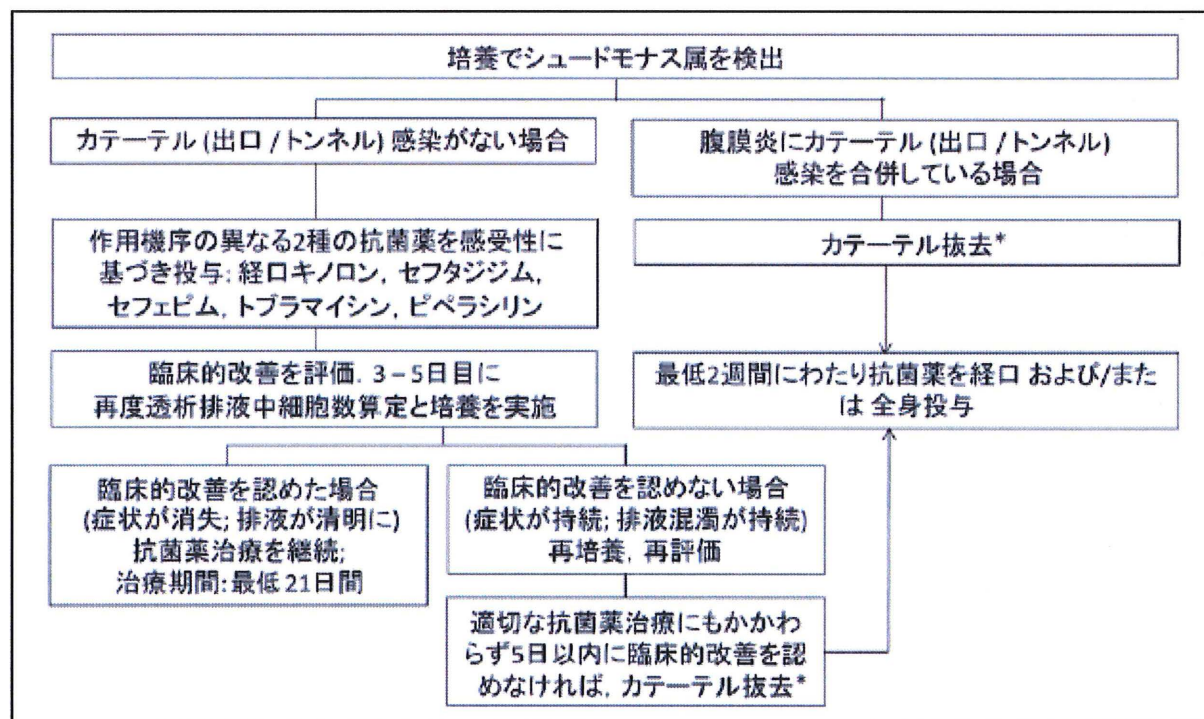 培養でシュードモナス属を検出
カテーテル (出口 / トンネル) 感染がない場合
腹膜炎にカテーテル (出口 / トンネル)
感染を合併している場合
作用機序の異なる2種の抗菌薬を感受性に
基づき投与: 経口キノロン, セフタジジム,
セフェピム, トブラマイシン, ピペラシリン
カテーテル抜去*
臨床的改善を評価. 3 – 5日目に
再度透析排液中細胞数算定と培養を実施
最低2週間にわたり抗菌薬を経口 および/また
は 全身投与
臨床的改善を認めた場合
(症状が消失; 排液が清明に)
抗菌薬治療を継続;
治療期間: 最低 21日間
臨床的改善を認めない場合
(症状が持続; 排液混濁が持続)
再培養, 再評価
適切な抗菌薬治療にもかかわ
らず5日以内に臨床的改善を認
めなければ, カテーテル抜去*